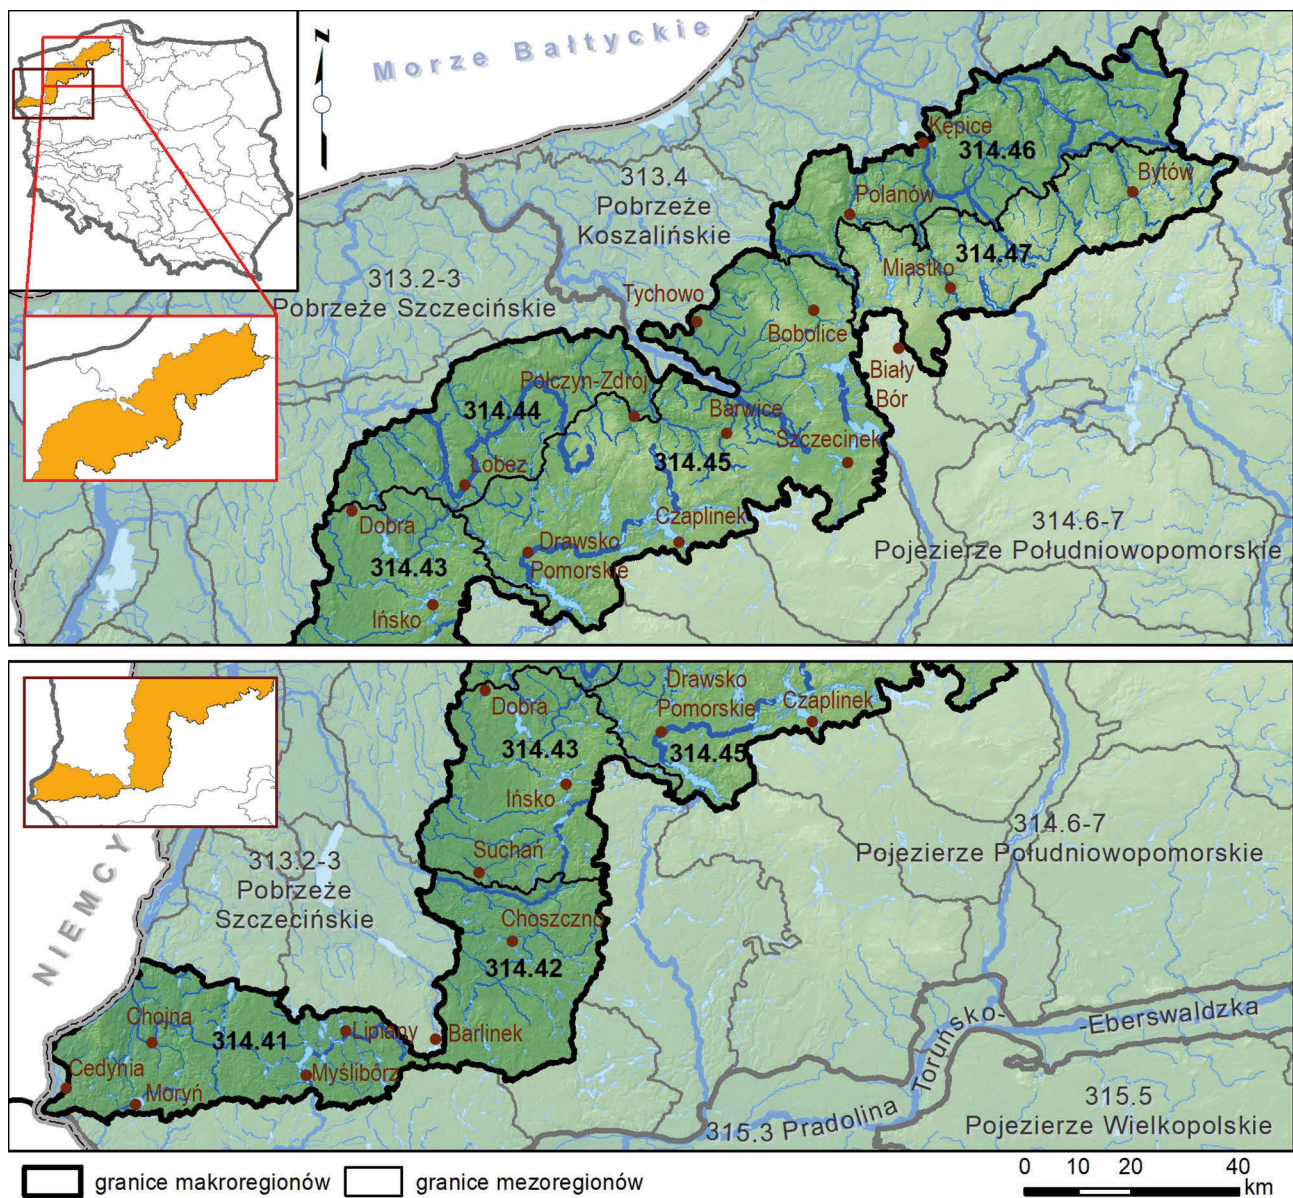 z
Morze Bałtyckie
Kępice
314.46
Bytów
Polanów
313.4
Pobrzeże
Koszalińskie
314.47
Miastko
313.2-3
Pobrzeże Szczecińskie
Tychowo
Bobolice
Biały
Bór
Połczyn-Zdrój
314.44
Barwice
Szczecinek
314.45
Łobez
Dobra
Czaplinek
Drawsko
Pomorskie
314.43
Ińsko
314.6-7
Pojezierze Południowopomorskie
Drawsko
Pomorskie
Czaplinek
Dobra
314.43
314.45
Ińsko
314.6-7
Pojezierze Południowopomorskie
NIEMCY
313.2-3
Pobrzeże
Szczecińskie
Suchań
Choszczno
314.42
Chojna
314.41
Lipiany
Barlinek
Cedynia
Moryń
Myślibórz
315.3 Pradolina Toruńsko-
-Eberswaldzka
315.5
Pojezierze Wielkopolskie
granice makroregionów
granice mezoregionów
0 10 20 40
km